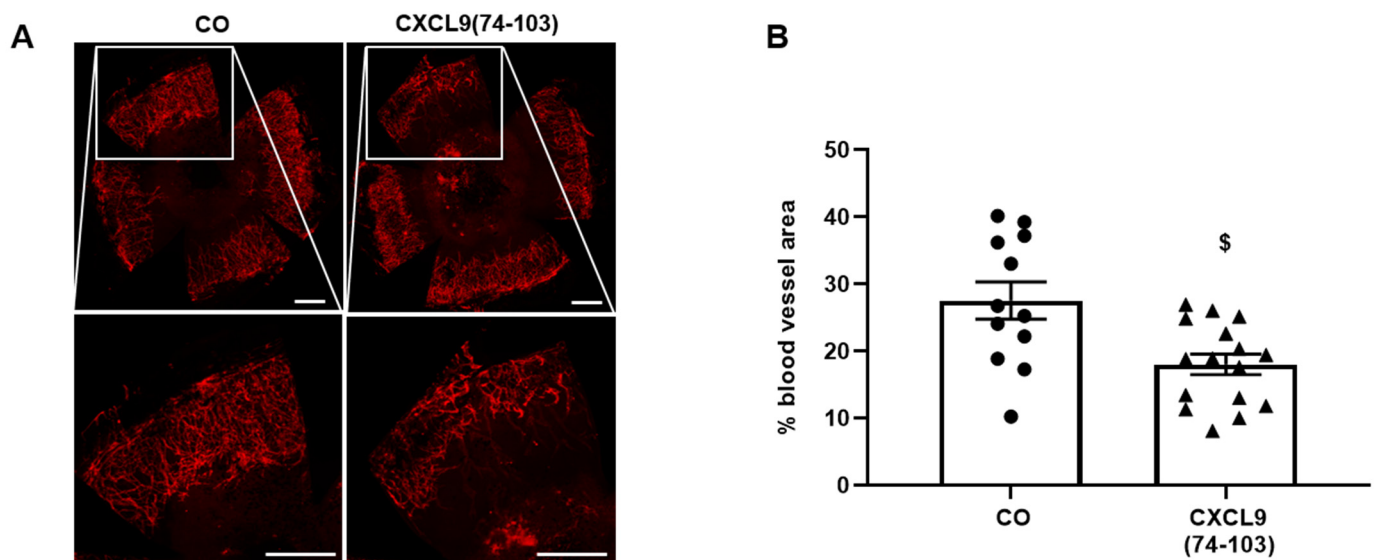 A
CO
CXCL9(74-103)
B
% blood vessel area
50
40
30
20
10
0
$
CO
CXCL9
(74-103)